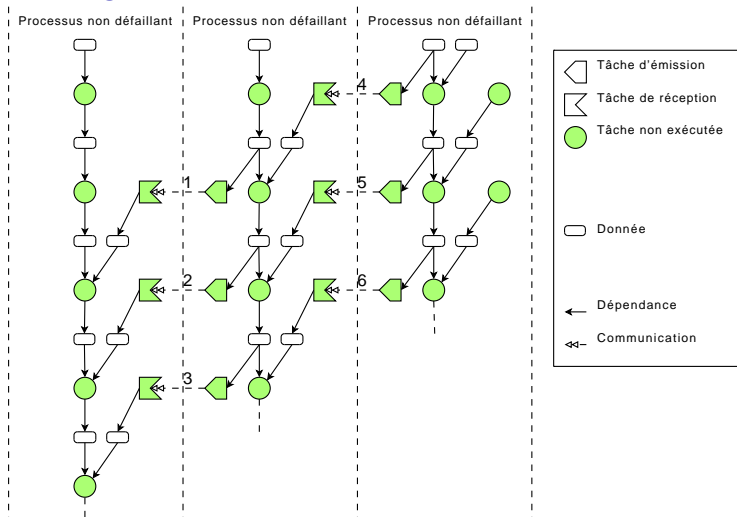 Processus non défaillant
Processus non défaillant
Processus non défaillant
4
1
5
2
6
3
Tâche d'émission
Tâche de réception
Tâche non exécutée
Donnée
Dépendance
Communication